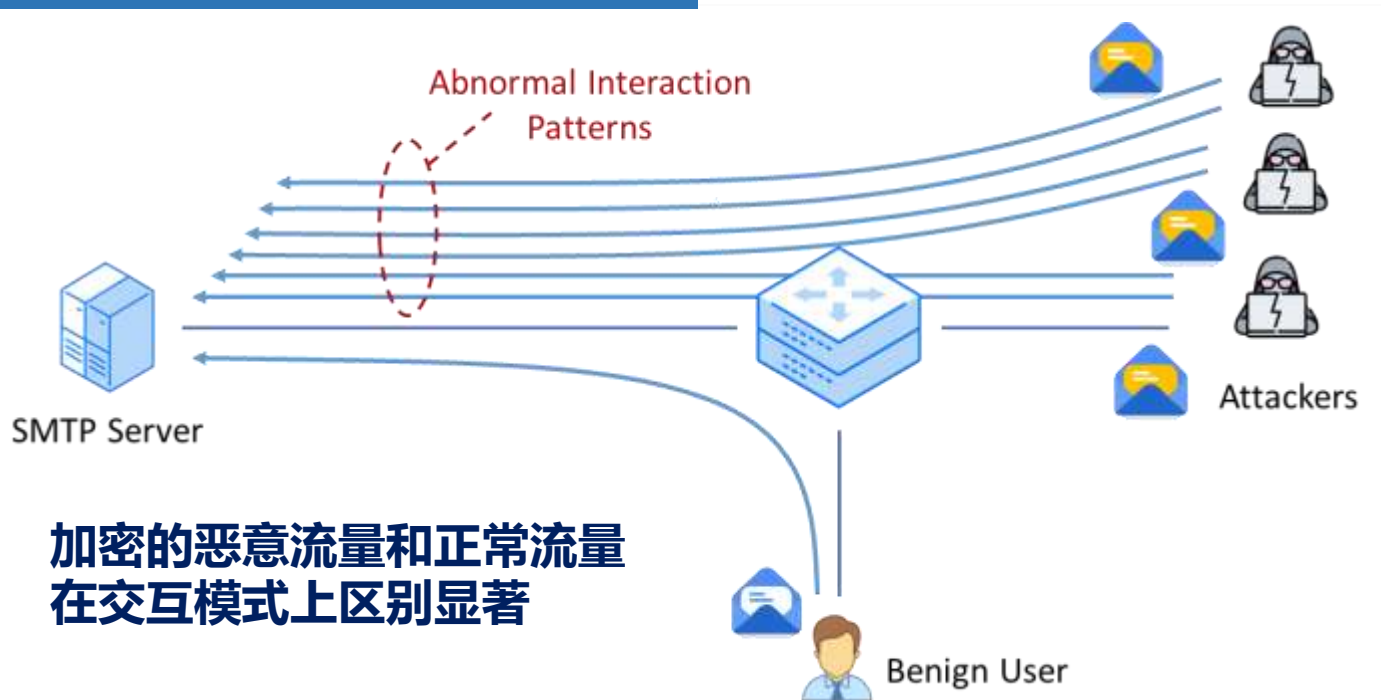 Abnormal Interaction
Patterns
SMTP Server
Attackers
加密的恶意流量和正常流量
在交互模式上区别显著
Benign User